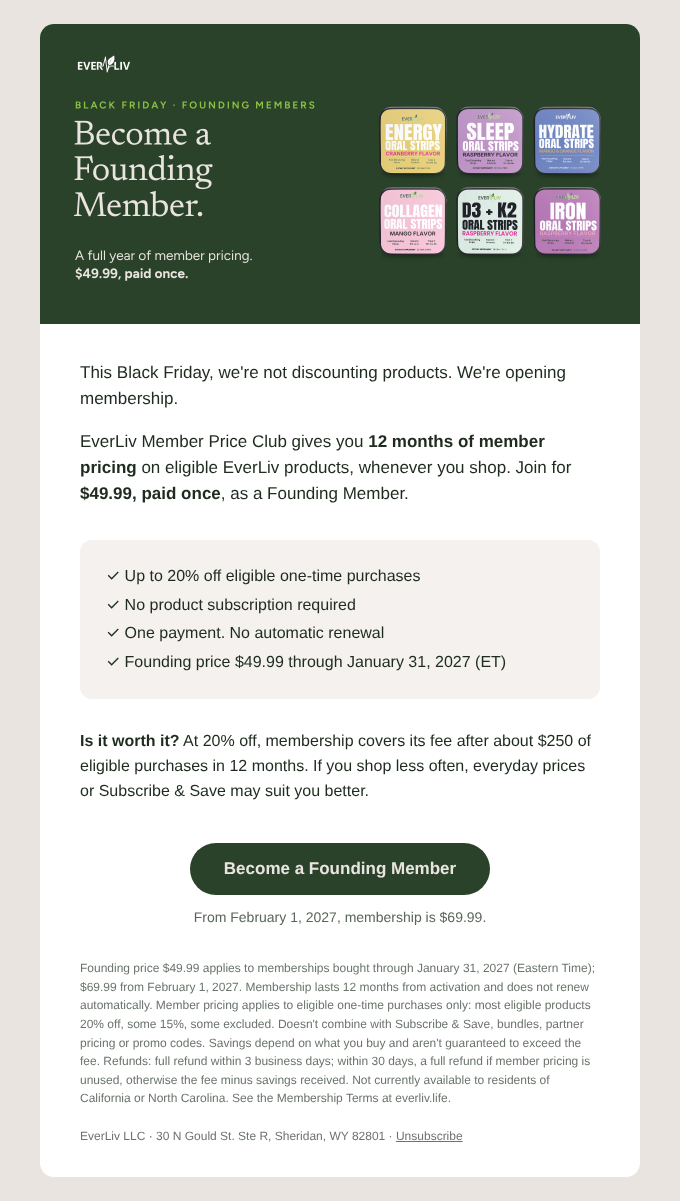 EVERLIV
BLACK FRIDAY · FOUNDING MEMBERS
Become a
Founding
Member.
A full year of member pricing.
$49.99, paid once.
ENERGY
ORAL STRIPS
CRANBERRY FLAVOR
SLEEP
ORAL STRIPS
RASPBERRY FLAVOR
HYDRATE
ORAL STRIPS
COLLAGEN
ORAL STRIPS
MANGO FLAVOR
EVERLIV
D3 + K2
ORAL STRIPS
RASPBERRY FLAVOR
IRON
ORAL STRIPS
RASPBERRY FLAVOR
This Black Friday, we're not discounting products. We're opening
membership.
EverLiv Member Price Club gives you 12 months of member
pricing on eligible EverLiv products, whenever you shop. Join for
$49.99, paid once, as a Founding Member.
✓ Up to 20% off eligible one-time purchases
✓ No product subscription required
✓ One payment. No automatic renewal
✓ Founding price $49.99 through January 31, 2027 (ET)
Is it worth it? At 20% off, membership covers its fee after about $250 of
eligible purchases in 12 months. If you shop less often, everyday prices
or Subscribe & Save may suit you better.
Become a Founding Member
From February 1, 2027, membership is $69.99.
Founding price $49.99 applies to memberships bought through January 31, 2027 (Eastern Time);
$69.99 from February 1, 2027. Membership lasts 12 months from activation and does not renew
automatically. Member pricing applies to eligible one-time purchases only: most eligible products
20% off, some 15%, some excluded. Doesn't combine with Subscribe & Save, bundles, partner
pricing or promo codes. Savings depend on what you buy and aren't guaranteed to exceed the
fee. Refunds: full refund within 3 business days; within 30 days, a full refund if member pricing is
unused, otherwise the fee minus savings received. Not currently available to residents of
California or North Carolina. See the Membership Terms at everliv.life.
EverLiv LLC · 30 N Gould St. Ste R, Sheridan, WY 82801 · Unsubscribe